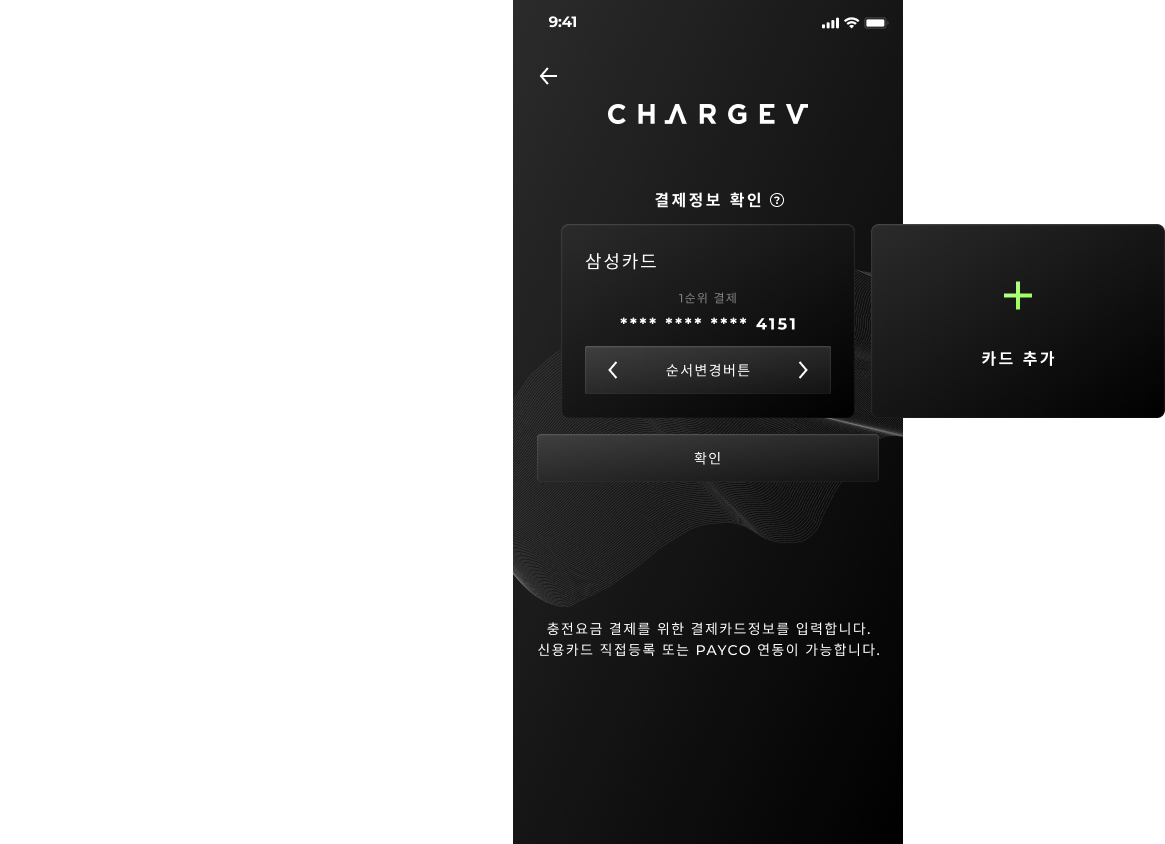 9:41
CHARGEV
결제정보 확인 ?
삼성카드
1순위 결제
**** **** **** 4151
순서변경버튼
카드 추가
확인
충전요금 결제를 위한 결제카드정보를 입력합니다.
신용카드 직접등록 또는 PAYCO 연동이 가능합니다.